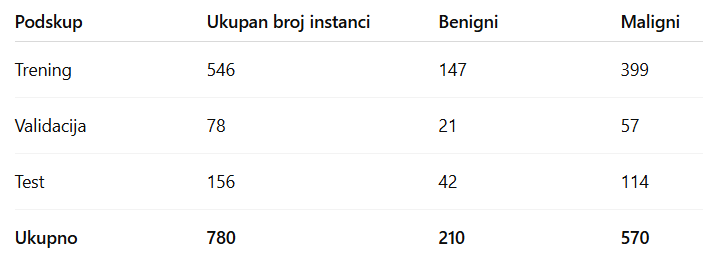 Podskup Ukupan broj instanci Benigni Maligni
Trening 546 147 399
Validacija 78 21 57
Test 156 42 114
Ukupno 780 210 570